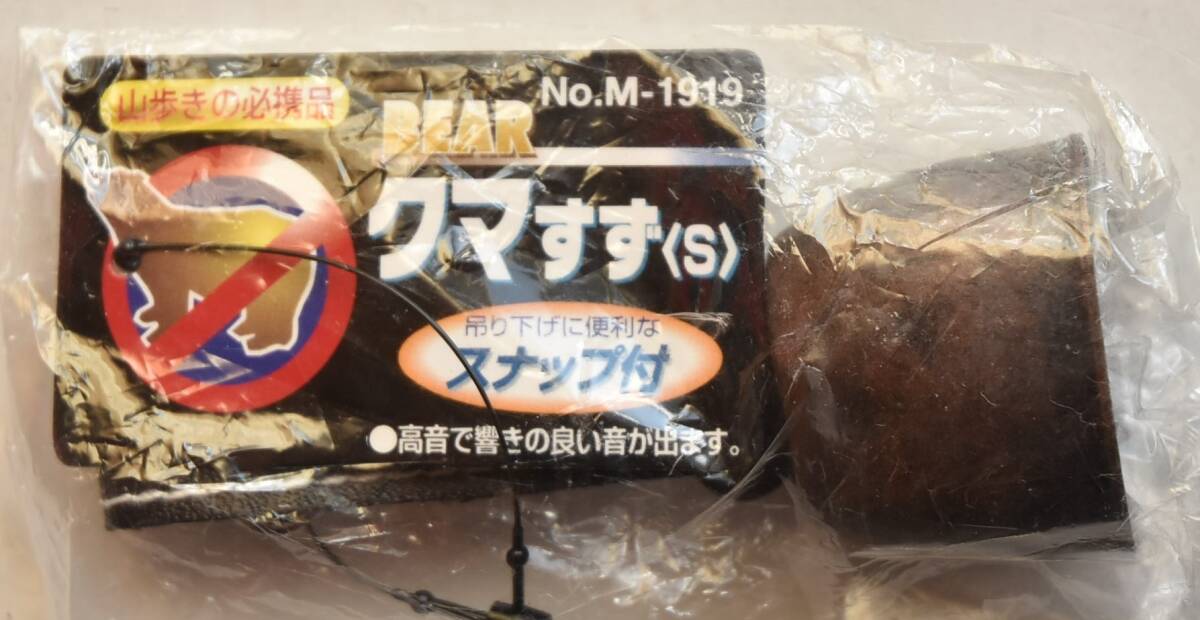 山歩きの必携品
No.M-1919
BEAR
クマすず〈S〉
吊り下げに便利な
スナップ付
●高音で響きの良い音が出ます。